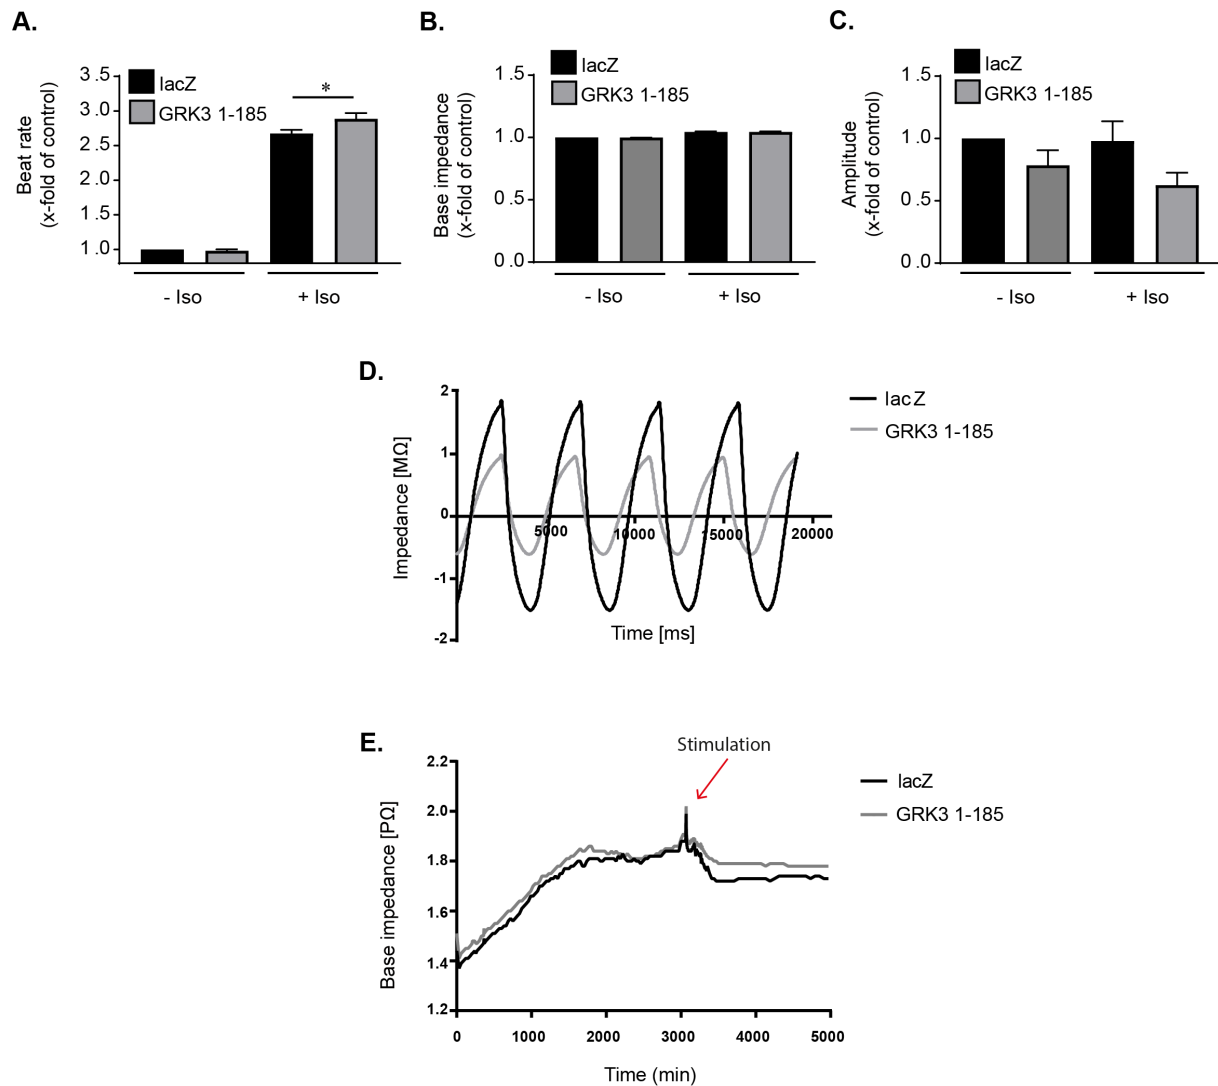 A.
Beat rate
(x-fold of control)
3.5
3.0
2.5
2.0
1.5
1.0
lacZ
GRK3 1-185
*
- Iso
+ Iso
B.
Base impedance
(x-fold of control)
1.5
1.0
0.5
0.0
lacZ
GRK3 1-185
- Iso
+ Iso
C.
Amplitude
(x-fold of control)
1.5
1.0
0.5
0.0
lacZ
GRK3 1-185
- Iso
+ Iso
D.
Impedance [MΩ]
2
1
0
-1
-2
5000
10000
15000
20000
Time [ms]
lacZ
GRK3 1-185
E.
Stimulation
Base impedance [PΩ]
2.2
2.0
1.8
1.6
1.4
1.2
0
1000
2000
3000
4000
5000
Time (min)
lacZ
GRK3 1-185